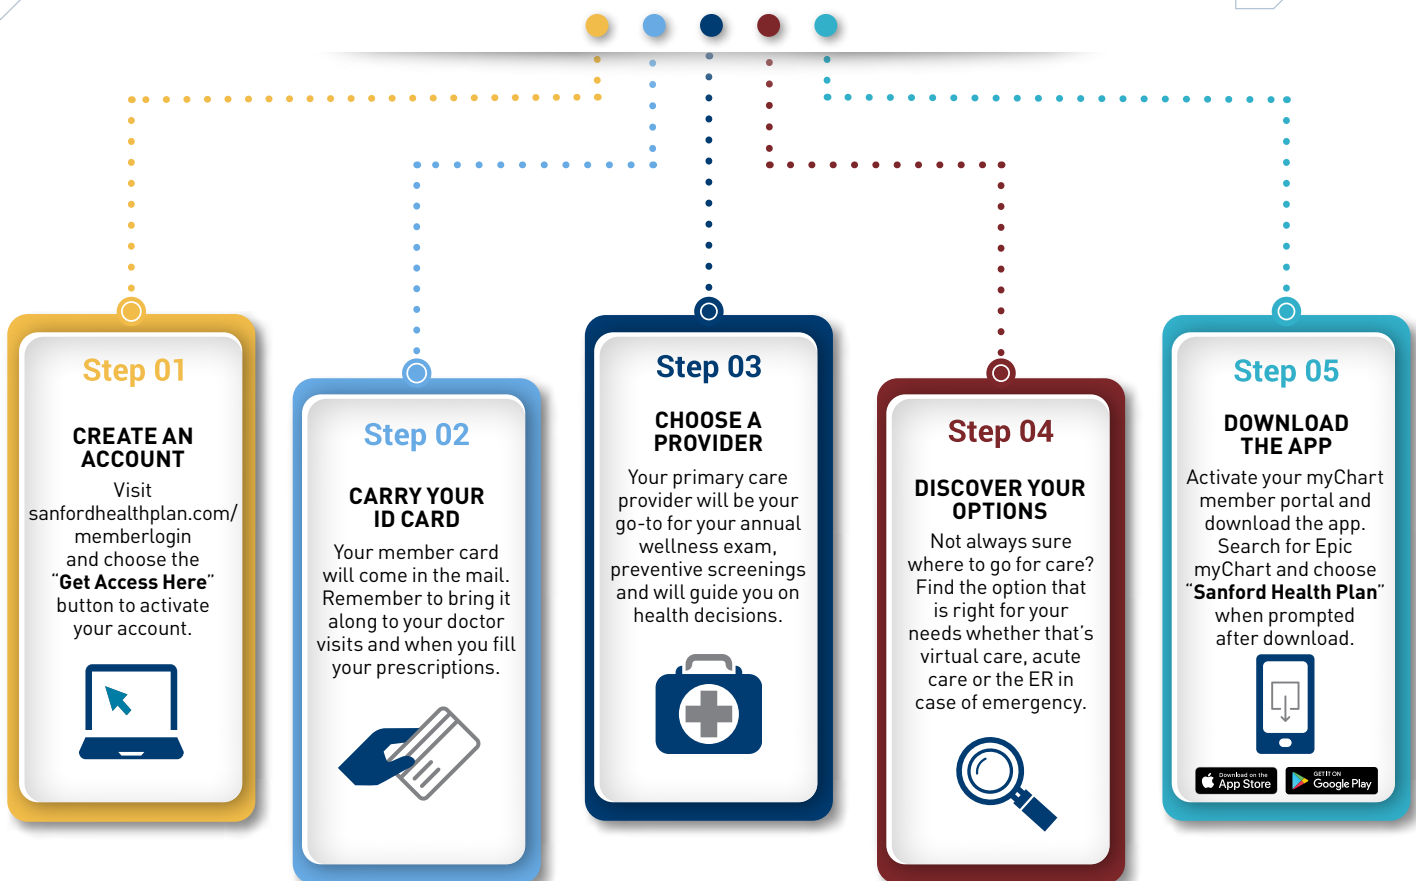 Step 01
CREATE AN
ACCOUNT
Visit
sanfordhealthplan.com/
memberlogin
and choose the
“Get Access Here”
button to activate
your account.
Step 02
CARRY YOUR
ID CARD
Your member card
will come in the mail.
Remember to bring it
along to your doctor
visits and when you fill
your prescriptions.
Step 03
CHOOSE A
PROVIDER
Your primary care
provider will be your
go-to for your annual
wellness exam,
preventive screenings
and will guide you on
health decisions.
Step 04
DISCOVER YOUR
OPTIONS
Not always sure
where to go for care?
Find the option that
is right for your
needs whether that’s
virtual care, acute
care or the ER in
case of emergency.
Step 05
DOWNLOAD
THE APP
Activate your myChart
member portal and
download the app.
Search for Epic
myChart and choose
“Sanford Health Plan”
when prompted
after download.
Download on the
App Store
GET IT ON
Google Play